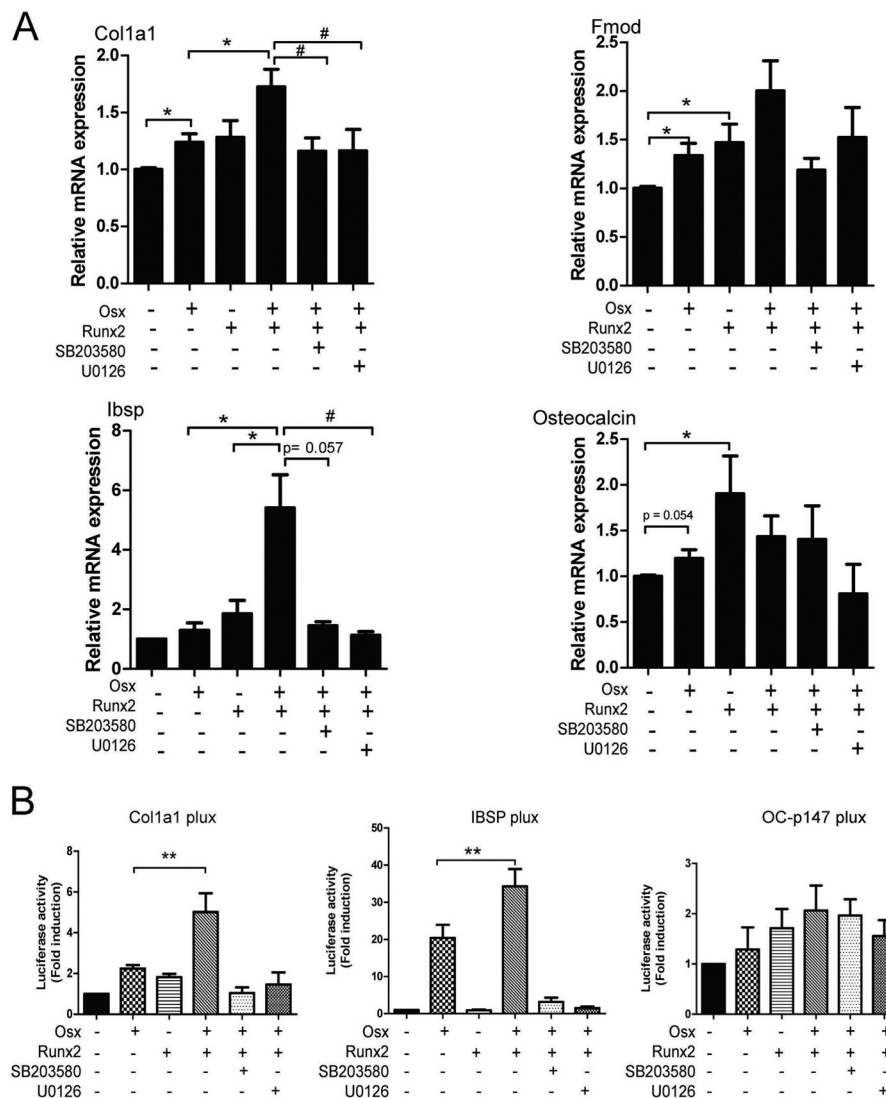 A
Col1a1
Relative mRNA expression
2.0
1.5
1.0
0.5
0.0
*
*
#
#
Osx - + - + + +
Runx2 - - + + + +
SB203580 - - - - + -
U0126 - - - - - +
Fmod
Relative mRNA expression
2.5
2.0
1.5
1.0
0.5
0.0
*
*
Osx - + - + + +
Runx2 - - + + + +
SB203580 - - - - + -
U0126 - - - - - +
Ibsp
Relative mRNA expression
8
6
4
2
0
*
#
*
p= 0.057
Osx - + - + + +
Runx2 - - + + + +
SB203580 - - - - + -
U0126 - - - - - +
Osteocalcin
Relative mRNA expression
2.5
2.0
1.5
1.0
0.5
0.0
*
p = 0.054
Osx - + - + + +
Runx2 - - + + + +
SB203580 - - - - + -
U0126 - - - - - +
B
Col1a1 plux
Luciferase activity
(Fold induction)
8
6
4
2
0
**
Osx - + - + + +
Runx2 - - + + + +
SB203580 - - - - + -
U0126 - - - - - +
IBSP plux
Luciferase activity
(Fold induction)
50
40
30
20
10
0
**
Osx - + - + + +
Runx2 - - + + + +
SB203580 - - - - + -
U0126 - - - - - +
OC-p147 plux
Luciferase activity
(Fold induction)
3
2
1
0
Osx - + - + + +
Runx2 - - + + + +
SB203580 - - - - + -
U0126 - - - - - +